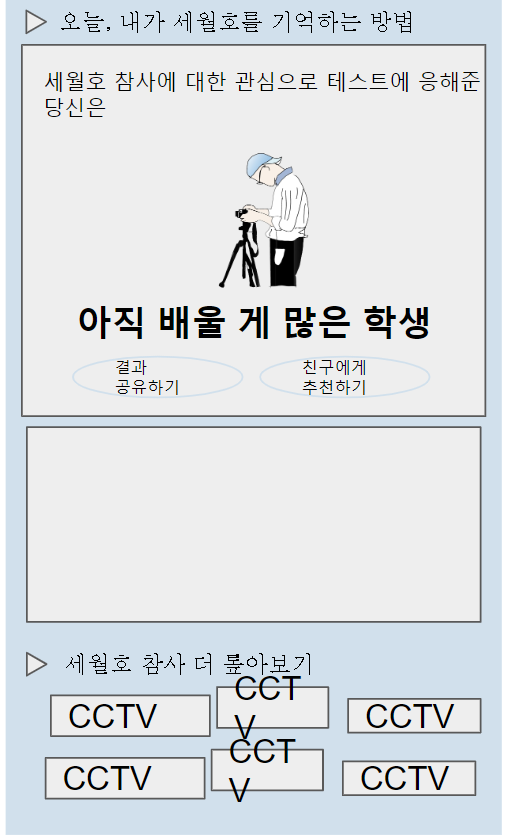 오늘, 내가 세월호를 기억하는 방법
세월호 참사에 대한 관심으로 테스트에 응해준
당신은
아직 배울 게 많은 학생
결과
공유하기
친구에게
추천하기
세월호 참사 더 톺아보기
CCTV
CCT
V
CCTV
CCTV
CCT
V
CCTV